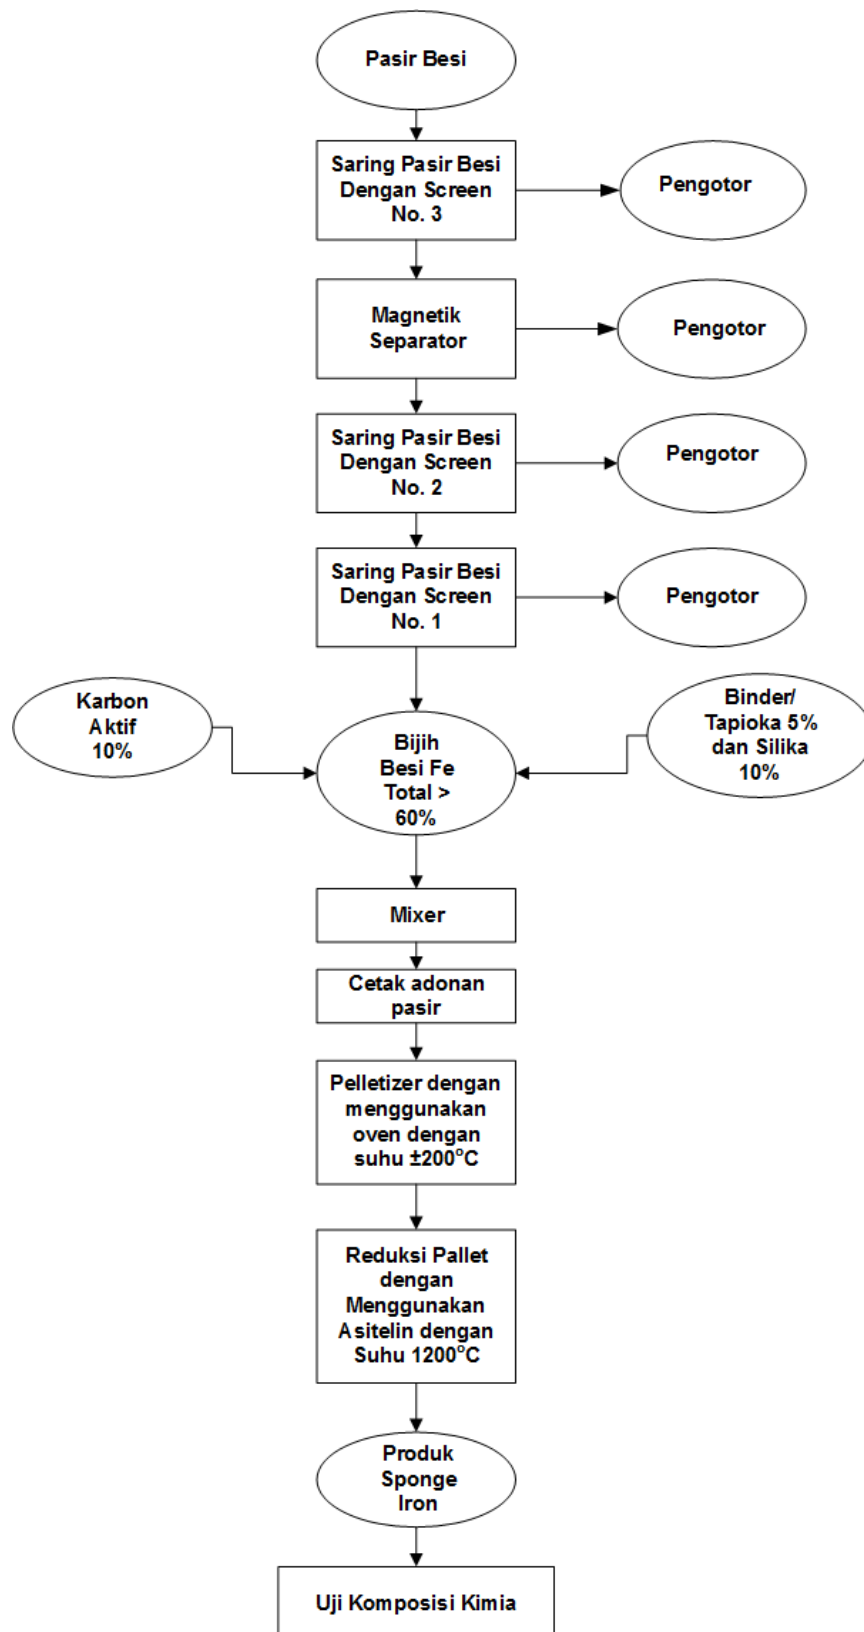 Pasir Besi
Saring Pasir Besi
Dengan Screen
No. 3
Pengotor
Magnetik
Separator
Pengotor
Saring Pasir Besi
Dengan Screen
No. 2
Pengotor
Saring Pasir Besi
Dengan Screen
No. 1
Pengotor
Karbon
Aktif
10%
Bijih
Besi Fe
Total >
60%
Binder/
Tapioka 5%
dan Silika
10%
Mixer
Cetak adonan
pasir
Pelletizer dengan
menggunakan
oven dengan
suhu ±200°C
Reduksi Pallet
dengan
Menggunakan
Asitelin dengan
Suhu 1200°C
Produk
Sponge
Iron
Uji Komposisi Kimia